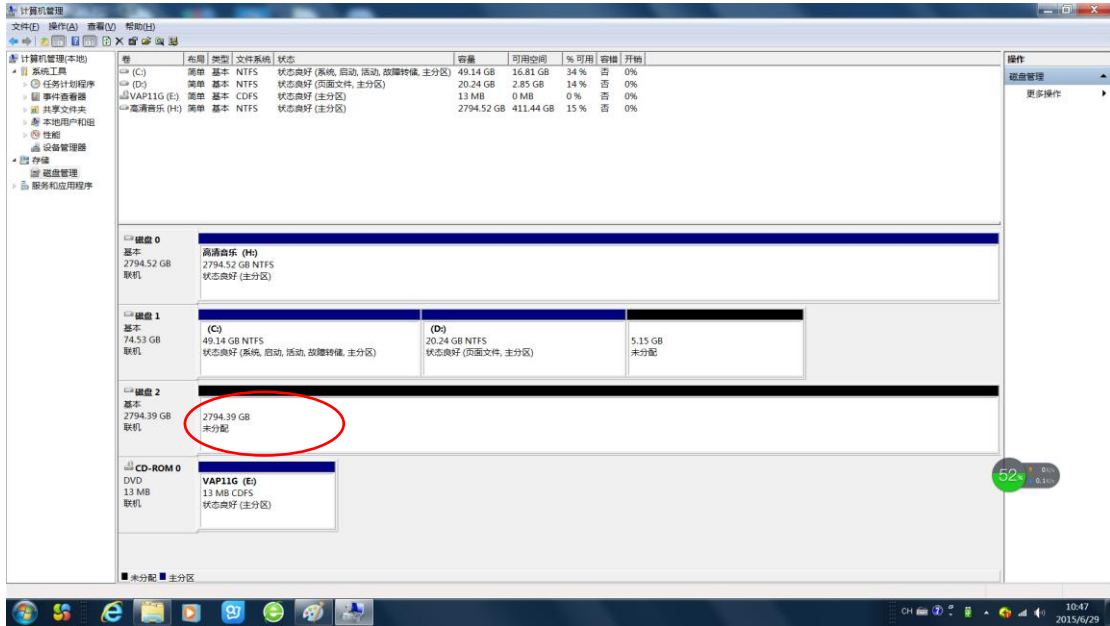 计算机管理
文件(F) 操作(A) 查看(V) 帮助(H)
计算机管理(本地)
系统工具
任务计划程序
事件查看器
共享文件夹
本地用户和组
性能
设备管理器
存储
磁盘管理
服务和应用程序
卷 布局 类型 文件系统 状态 容量 可用空间 % 可用 容错 开销
(C:) 简单 基本 NTFS 状态良好 (系统, 启动, 活动, 故障转储, 主分区) 49.14 GB 16.81 GB 34 % 否 0%
(D:) 简单 基本 NTFS 状态良好 (页面文件, 主分区) 20.24 GB 2.85 GB 14 % 否 0%
VAP11G (E:) 简单 基本 CDFS 状态良好 (主分区) 13 MB 0 MB 0 % 否 0%
高清音乐 (H:) 简单 基本 NTFS 状态良好 (主分区) 2794.52 GB 411.44 GB 15 % 否 0%
操作
磁盘管理
更多操作
磁盘 0
基本
2794.52 GB
联机
高清音乐 (H:)
2794.52 GB NTFS
状态良好 (主分区)
磁盘 1
基本
74.53 GB
联机
(C:)
49.14 GB NTFS
状态良好 (系统, 启动, 活动, 故障转储, 主分区)
(D:)
20.24 GB NTFS
状态良好 (页面文件, 主分区)
5.15 GB
未分配
磁盘 2
基本
2794.39 GB
联机
2794.39 GB
未分配
CD-ROM 0
DVD
13 MB
联机
VAP11G (E:)
13 MB CDFS
状态良好 (主分区)
52%
未分配 主分区
CH
10:47
2015/6/29